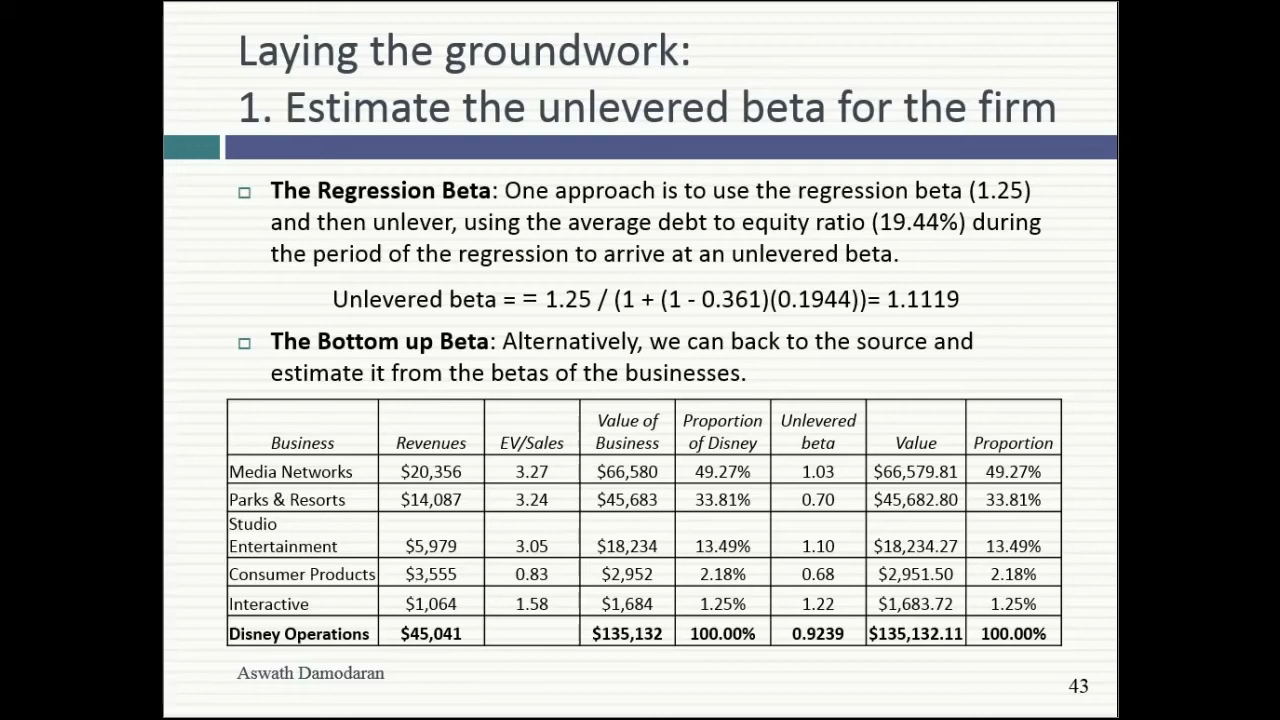 Laying the groundwork:
1. Estimate the unlevered beta for the firm
The Regression Beta: One approach is to use the regression beta (1.25)
and then unlever, using the average debt to equity ratio (19.44%) during
the period of the regression to arrive at an unlevered beta.
Unlevered beta = = 1.25 / (1 + (1 - 0.361)(0.1944))= 1.1119
The Bottom up Beta: Alternatively, we can back to the source and
estimate it from the betas of the businesses.
Business Revenues EV/Sales Value of Business Proportion of Disney Unlevered beta Value Proportion
Media Networks $20,356 3.27 $66,580 49.27% 1.03 $66,579.81 49.27%
Parks & Resorts $14,087 3.24 $45,683 33.81% 0.70 $45,682.80 33.81%
Studio Entertainment $5,979 3.05 $18,234 13.49% 1.10 $18,234.27 13.49%
Consumer Products $3,555 0.83 $2,952 2.18% 0.68 $2,951.50 2.18%
Interactive $1,064 1.58 $1,684 1.25% 1.22 $1,683.72 1.25%
Disney Operations $45,041 $135,132 100.00% 0.9239 $135,132.11 100.00%
Aswath Damodaran
43